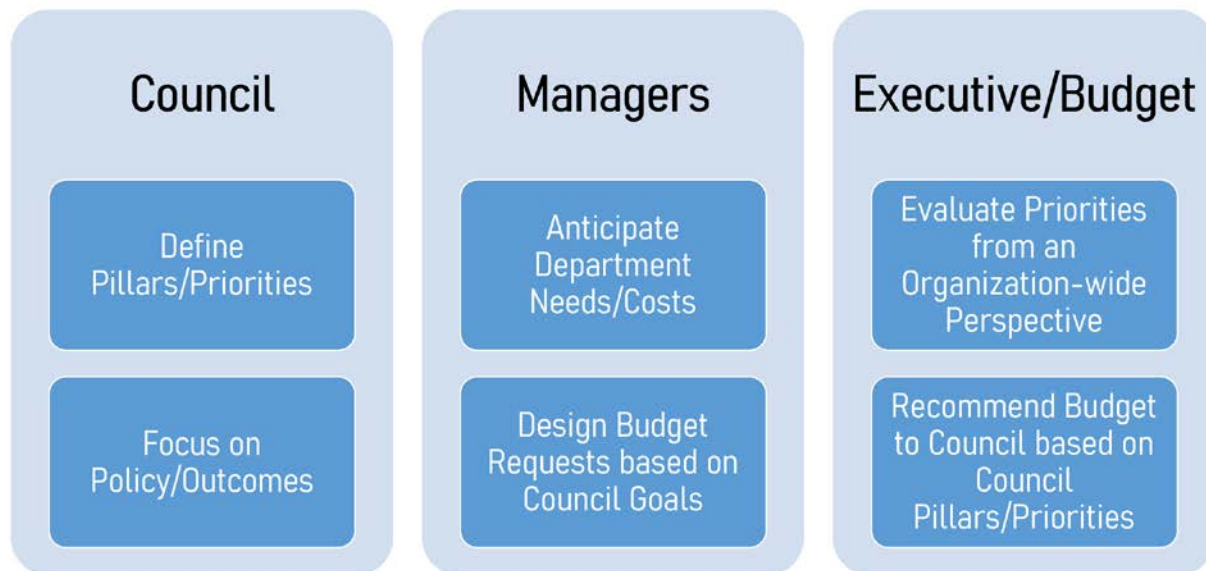 Council
Define
Pillars/Priorities
Focus on
Policy/Outcomes
Managers
Anticipate
Department
Needs/Costs
Design Budget
Requests based on
Council Goals
Executive/Budget
Evaluate Priorities
from an
Organization-wide
Perspective
Recommend Budget
to Council based on
Council
Pillars/Priorities